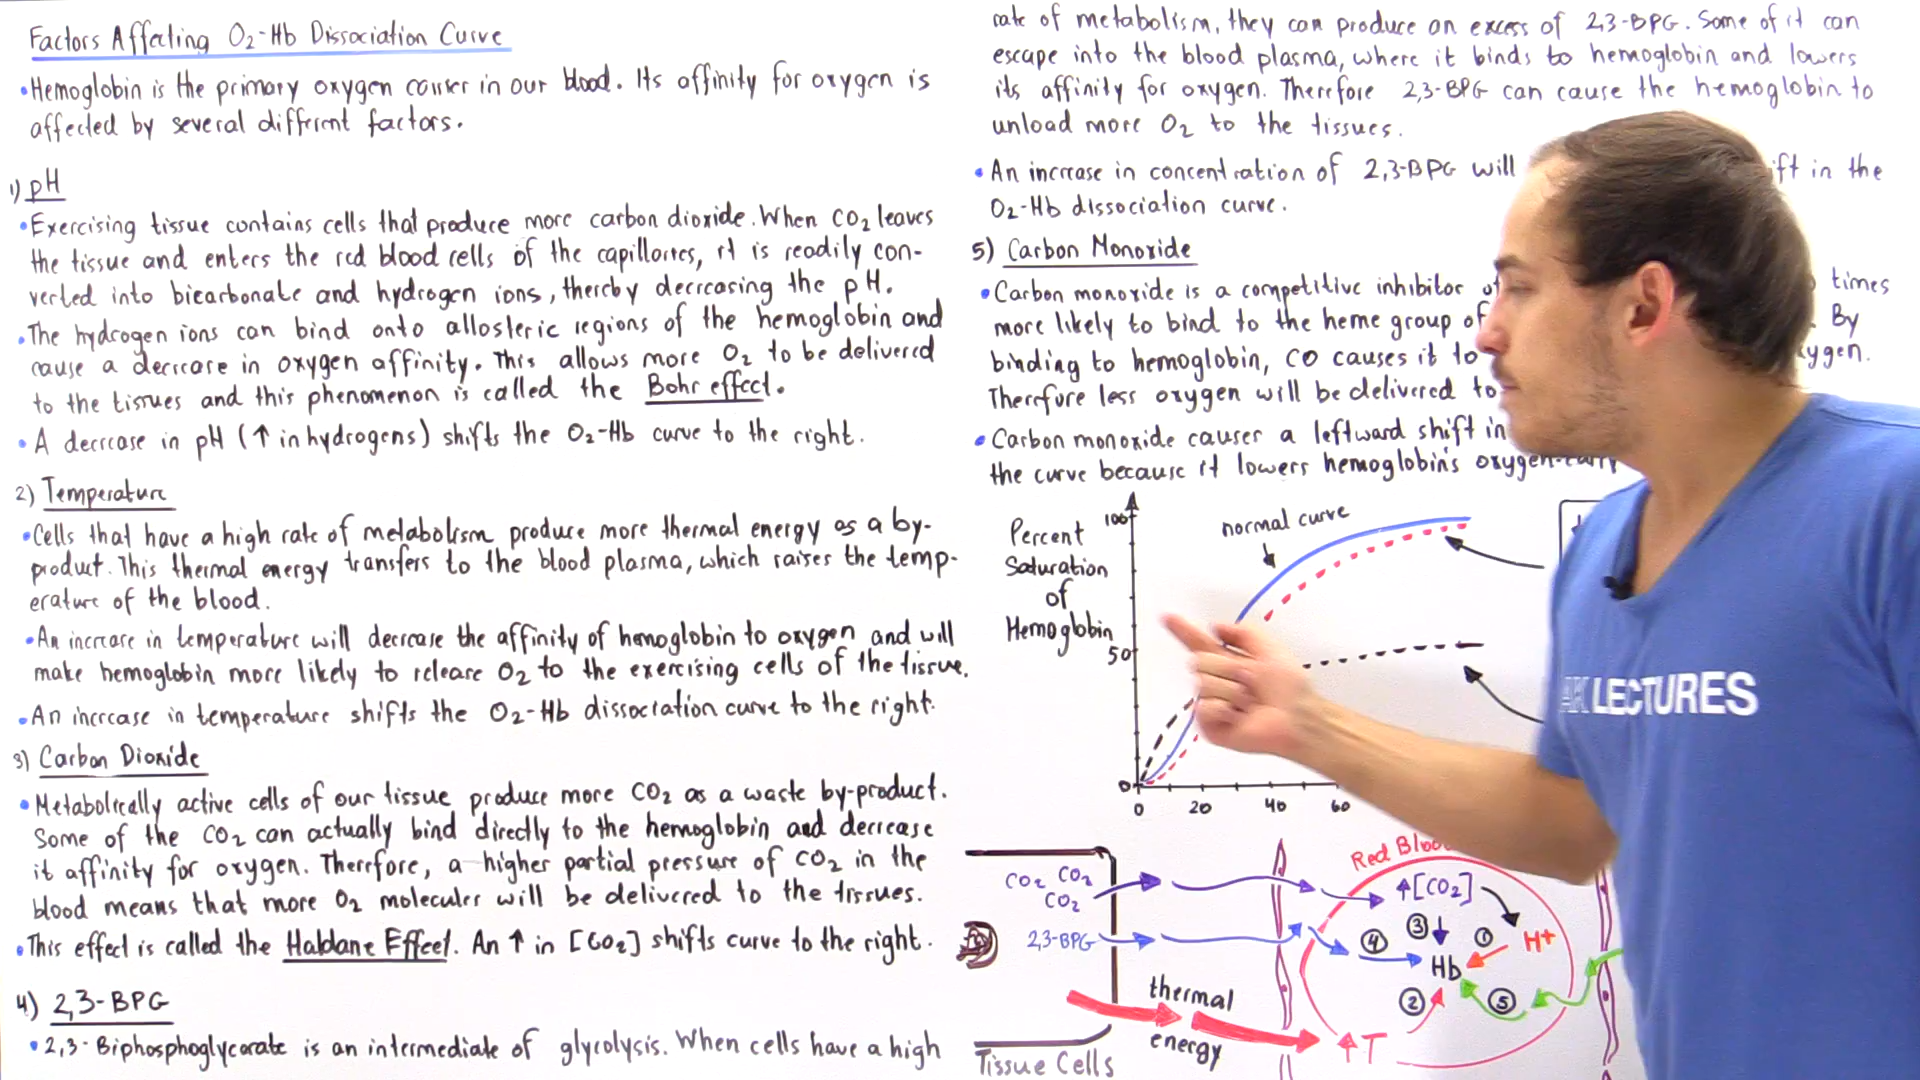 Factors Affecting O2-Hb Dissociation Curve
•Hemoglobin is the primary oxygen carrier in our blood. Its affinity for oxygen is
affected by several different factors.
1) pH
•Exercising tissue contains cells that produce more carbon dioxide. When CO2 leaves
the tissue and enters the red blood cells of the capillaries, it is readily con-
verted into bicarbonate and hydrogen ions, thereby decreasing the pH.
•The hydrogen ions can bind onto allosteric regions of the hemoglobin and
cause a decrease in oxygen affinity. This allows more O2 to be delivered
to the tissues and this phenomenon is called the Bohr effect.
•A decrease in pH (↑ in hydrogens) shifts the O2-Hb curve to the right.
2) Temperature
•Cells that have a high rate of metabolism produce more thermal energy as a by-
product. This thermal energy transfers to the blood plasma, which raises the temp-
erature of the blood.
•An increase in temperature will decrease the affinity of hemoglobin to oxygen and will
make hemoglobin more likely to release O2 to the exercising cells of the tissue.
•An increase in temperature shifts the O2-Hb dissociation curve to the right.
3) Carbon Dioxide
•Metabolically active cells of our tissue produce more CO2 as a waste by-product.
Some of the CO2 can actually bind directly to the hemoglobin and decrease
it affinity for oxygen. Therefore, a higher partial pressure of CO2 in the
blood means that more O2 molecules will be delivered to the tissues.
•This effect is called the Haldane Effect. An ↑ in [CO2] shifts curve to the right.
4) 2,3-BPG
•2,3-Biphosphoglycerate is an intermediate of glycolysis. When cells have a high
rate of metabolism, they can produce an excess of 2,3-BPG. Some of it can
escape into the blood plasma, where it binds to hemoglobin and lowers
its affinity for oxygen. Therefore 2,3-BPG can cause the hemoglobin to
unload more O2 to the tissues.
•An increase in concentration of 2,3-BPG will in the
O2-Hb dissociation curve.
5) Carbon Monoxide
•Carbon monoxide is a competitive inhibitor times
more likely to bind to the heme group of By
binding to hemoglobin, CO causes it to
Therefore less oxygen will be delivered to
•Carbon monoxide causes a leftward shift in
the curve because it lowers hemoglobin's oxygen-
Percent
Saturation
of
Hemoglobin
100
50
0
0 20 40 60
normal curve
AK LECTURES
CO2 CO2
CO2
2,3-BPG
thermal
energy
Tissue Cells
Red
↑[CO2]
③ ① H+
④ Hb
② ⑤
↑T